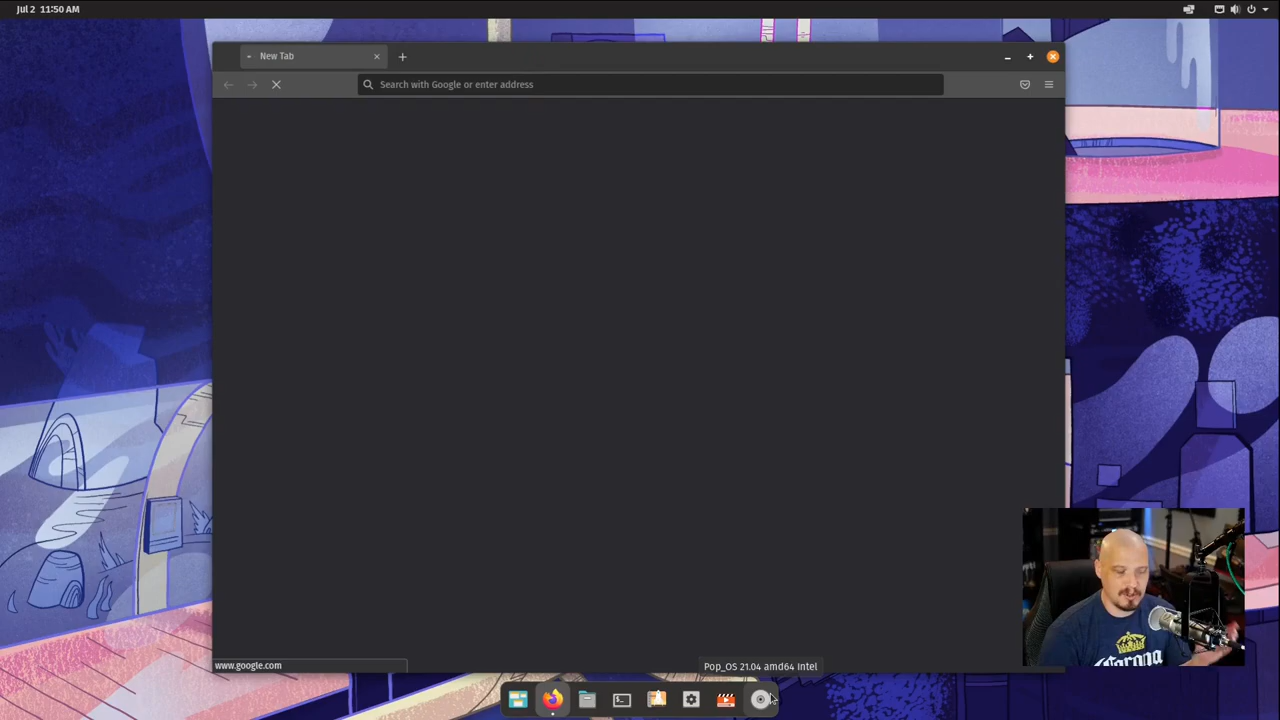 Jul 2 11:50 AM
New Tab
Search with Google or enter address
www.google.com
Pop_OS 21.04 amd64 Intel
Corona